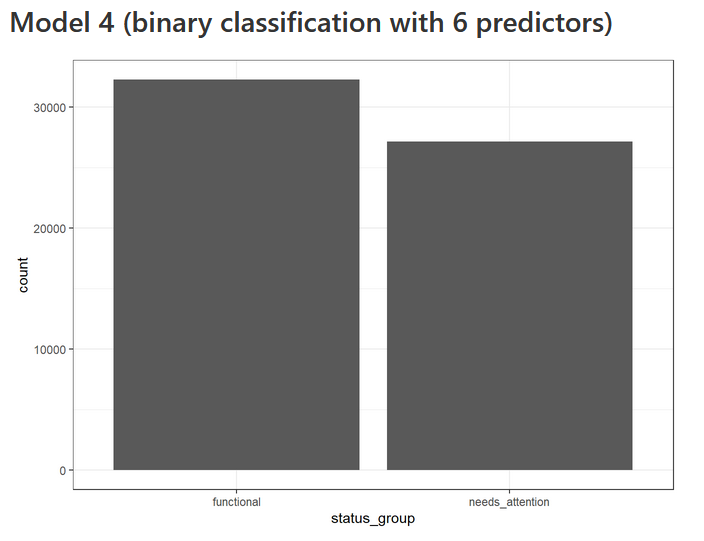 Model 4 (binary classification with 6 predictors)
30000
20000
10000
0
count
functional
needs_attention
status_group